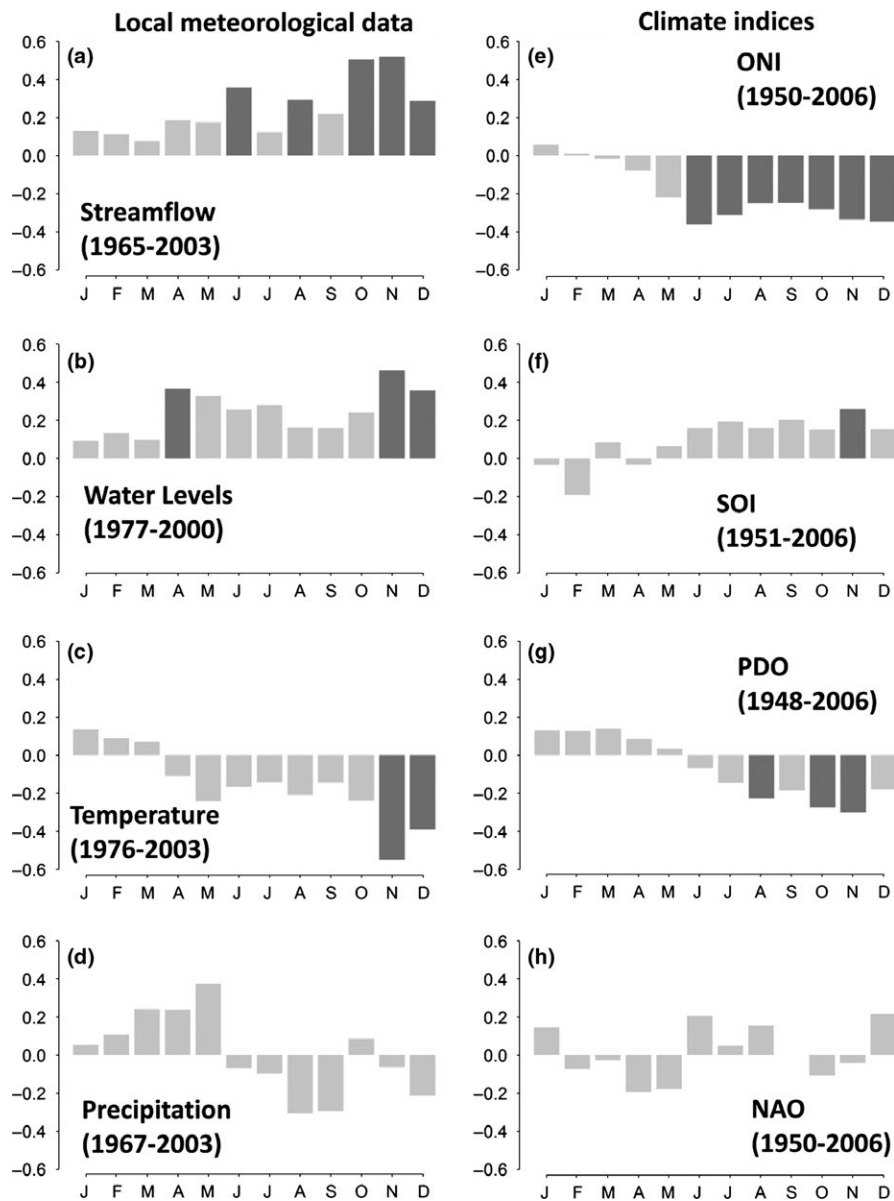 Local meteorological data
Climate indices
(a)
0.6
0.4
0.2
0.0
–0.2
–0.4
–0.6
Streamflow
(1965-2003)
J F M A M J J A S O N D
(e)
0.6
0.4
0.2
0.0
–0.2
–0.4
–0.6
ONI
(1950-2006)
J F M A M J J A S O N D
(b)
0.6
0.4
0.2
0.0
–0.2
–0.4
–0.6
Water Levels
(1977-2000)
J F M A M J J A S O N D
(f)
0.6
0.4
0.2
0.0
–0.2
–0.4
–0.6
SOI
(1951-2006)
J F M A M J J A S O N D
(c)
0.6
0.4
0.2
0.0
–0.2
–0.4
–0.6
Temperature
(1976-2003)
J F M A M J J A S O N D
(g)
0.6
0.4
0.2
0.0
–0.2
–0.4
–0.6
PDO
(1948-2006)
J F M A M J J A S O N D
(d)
0.6
0.4
0.2
0.0
–0.2
–0.4
–0.6
Precipitation
(1967-2003)
J F M A M J J A S O N D
(h)
0.6
0.4
0.2
0.0
–0.2
–0.4
–0.6
NAO
(1950-2006)
J F M A M J J A S O N D